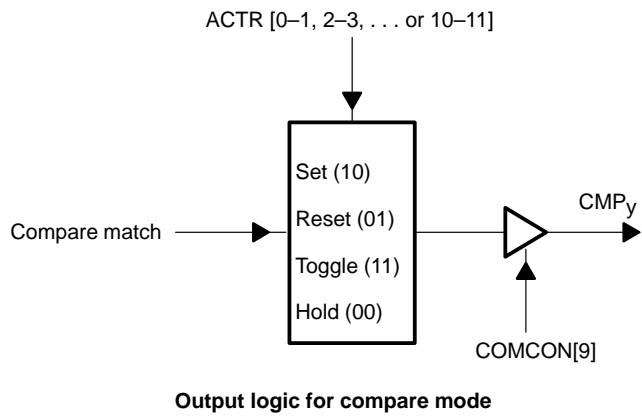 ACTR [0–1, 2–3, . . . or 10–11]
Set (10)
Reset (01)
Toggle (11)
Hold (00)
Compare match
CMPy
COMCON[9]
Output logic for compare mode